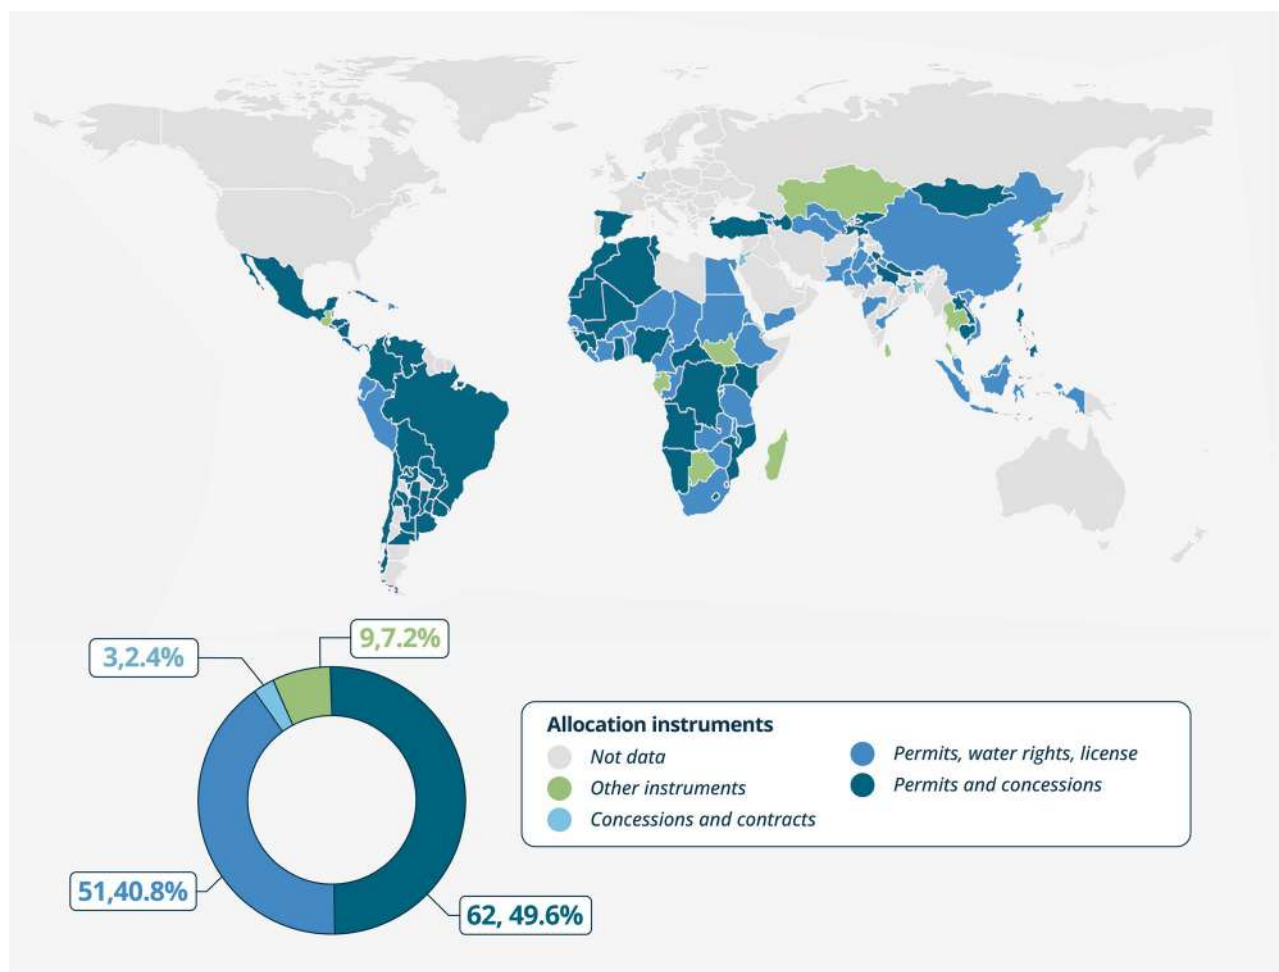 9,7.2%
3,2.4%
51,40.8%
62, 49.6%
Allocation instruments
Not data
Other instruments
Concessions and contracts
Permits, water rights, license
Permits and concessions